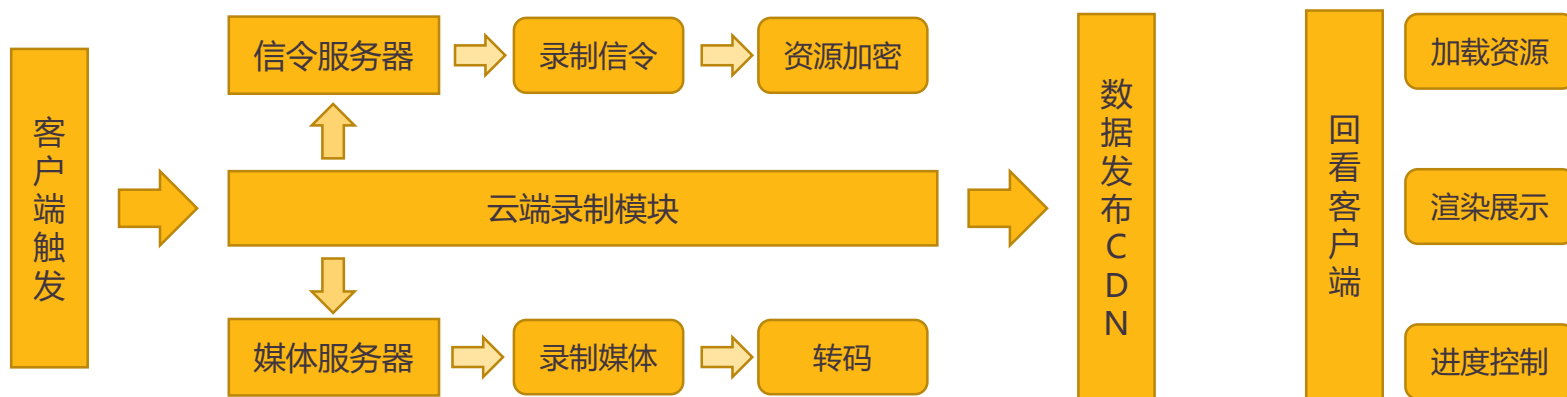 客户端触发
信令服务器
录制信令
资源加密
云端录制模块
媒体服务器
录制媒体
转码
数据发布CDN
回看客户端
加载资源
渲染展示
进度控制